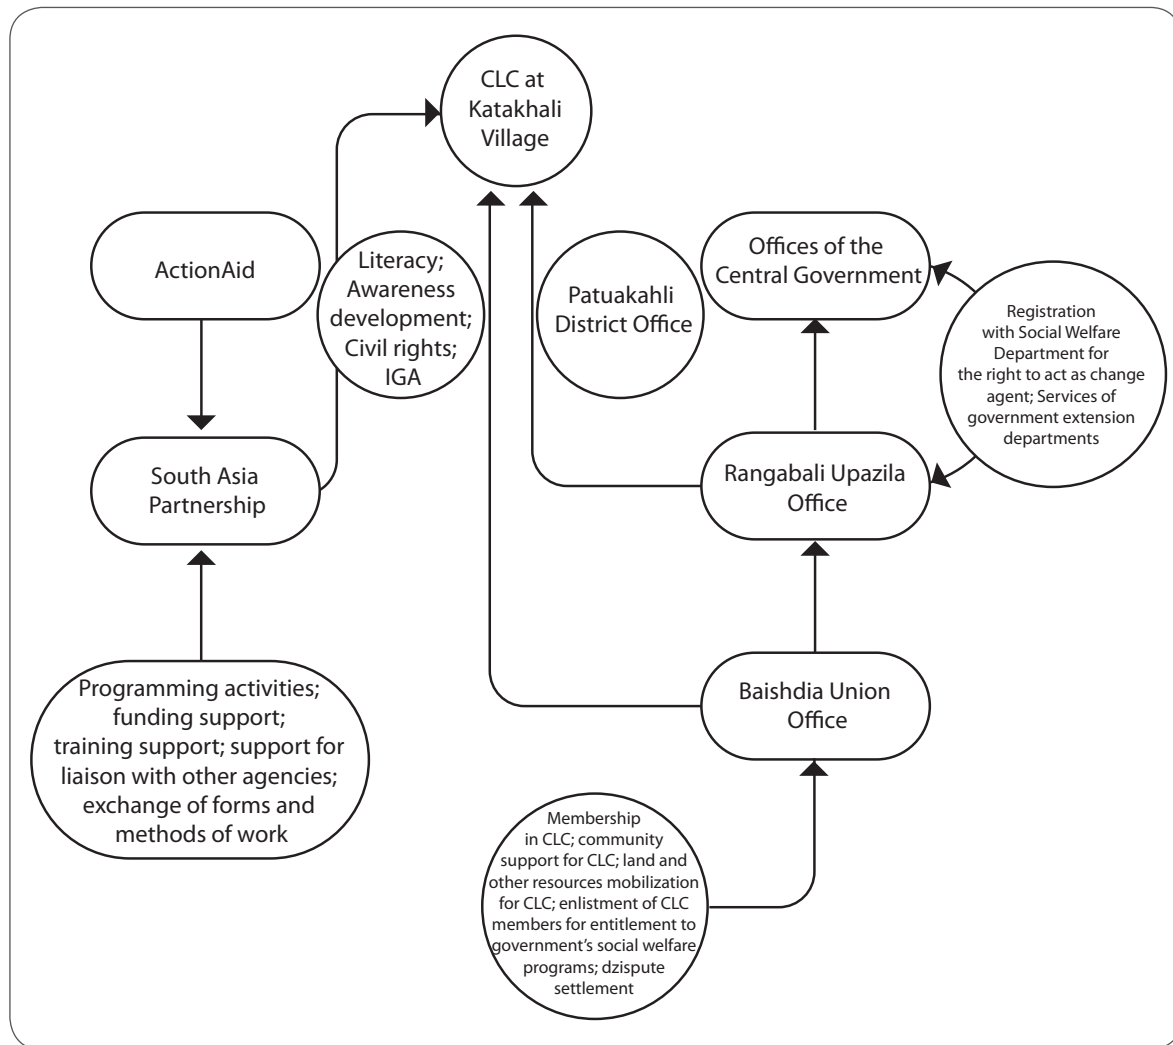 CLC at
Katakhali
Village
ActionAid
Literacy;
Awareness
development;
Civil rights;
IGA
Patuakahli
District Office
Offices of the
Central Government
Registration
with Social Welfare
Department for
the right to act as change
agent; Services of
government extension
departments
South Asia
Partnership
Rangabali Upazila
Office
Programming activities;
funding support;
training support; support for
liaison with other agencies;
exchange of forms and
methods of work
Baishdia Union
Office
Membership
in CLC; community
support for CLC; land and
other resources mobilization
for CLC; enlistment of CLC
members for entitlement to
government’s social welfare
programs; dzispute
settlement